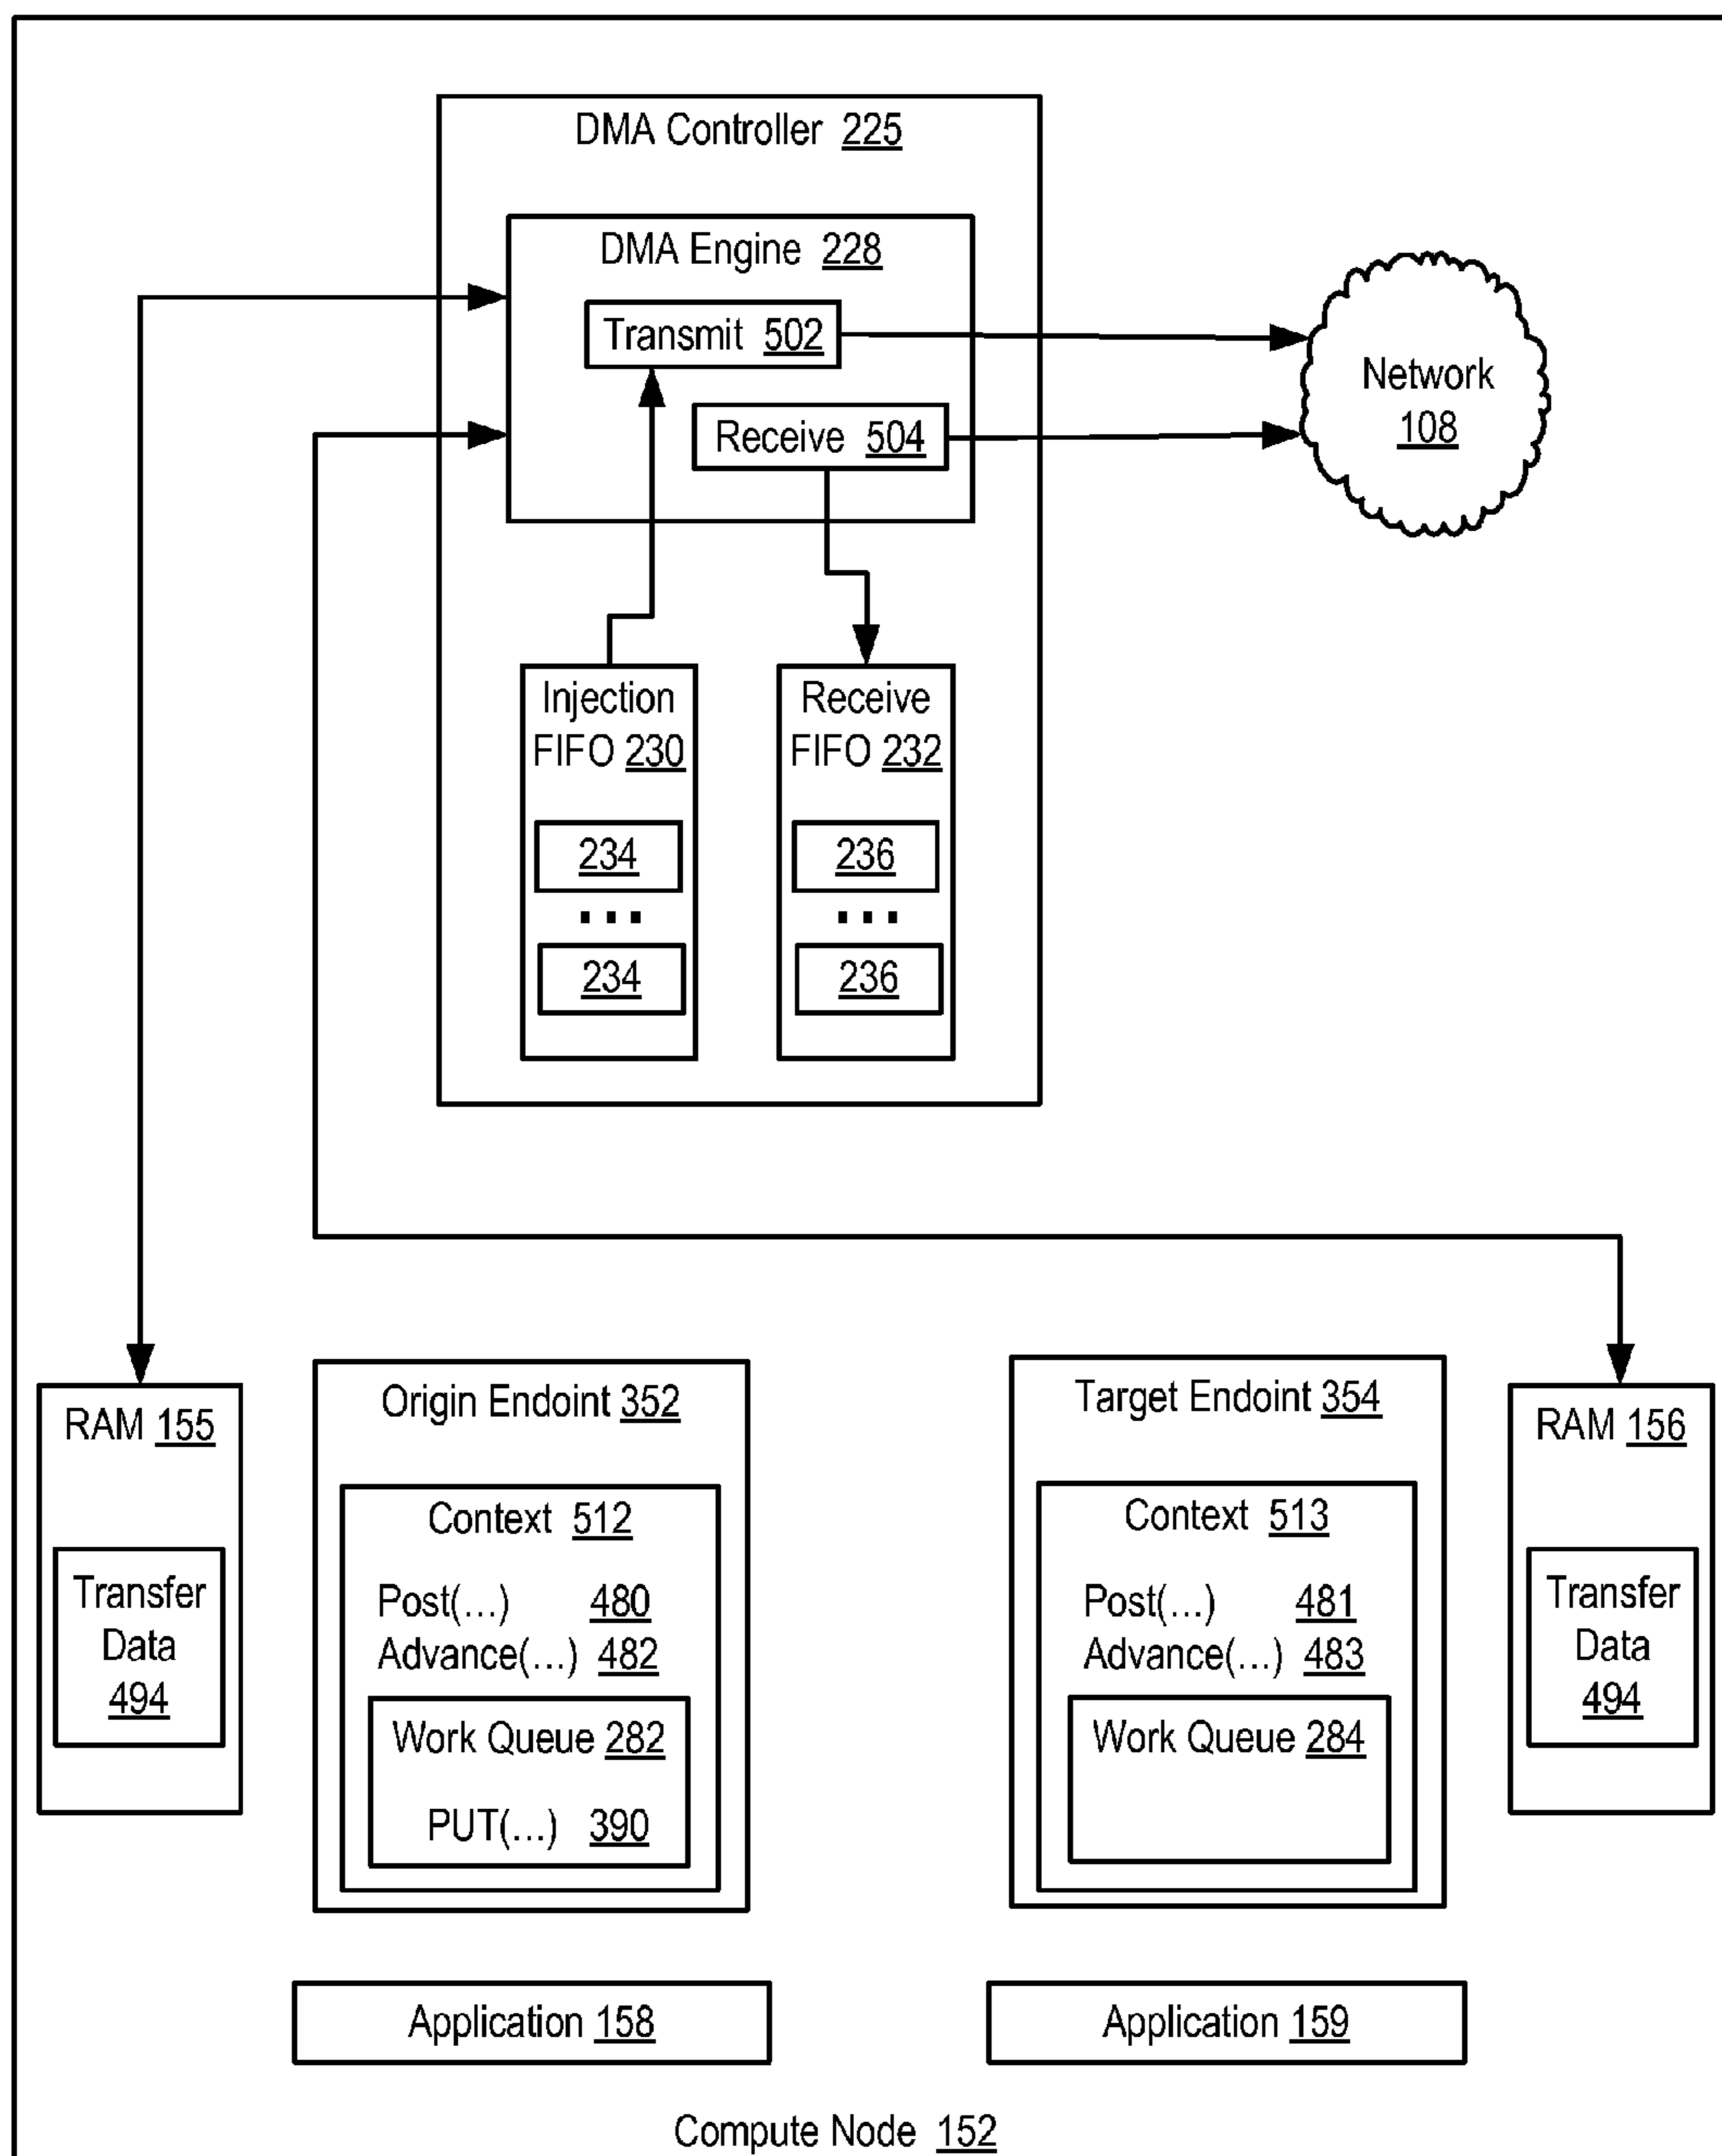 DMA Controller 225
DMA Engine 228
Transmit 502
Receive 504
Network
108
Injection
FIFO 230
234
...
234
Receive
FIFO 232
236
...
236
RAM 155
Transfer
Data
494
Origin Endoint 352
Context 512
Post(...) 480
Advance(...) 482
Work Queue 282
PUT(...) 390
Target Endoint 354
Context 513
Post(...) 481
Advance(...) 483
Work Queue 284
RAM 156
Transfer
Data
494
Application 158
Application 159
Compute Node 152